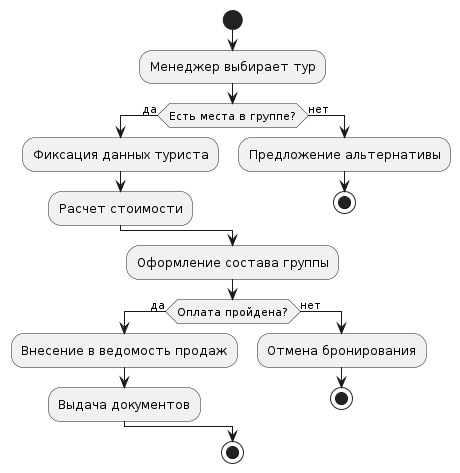 Менеджер выбирает тур
Есть места в группе?
да
нет
Фиксация данных туриста
Предложение альтернативы
Расчет стоимости
Оформление состава группы
Оплата пройдена?
да
нет
Внесение в ведомость продаж
Отмена бронирования
Выдача документов